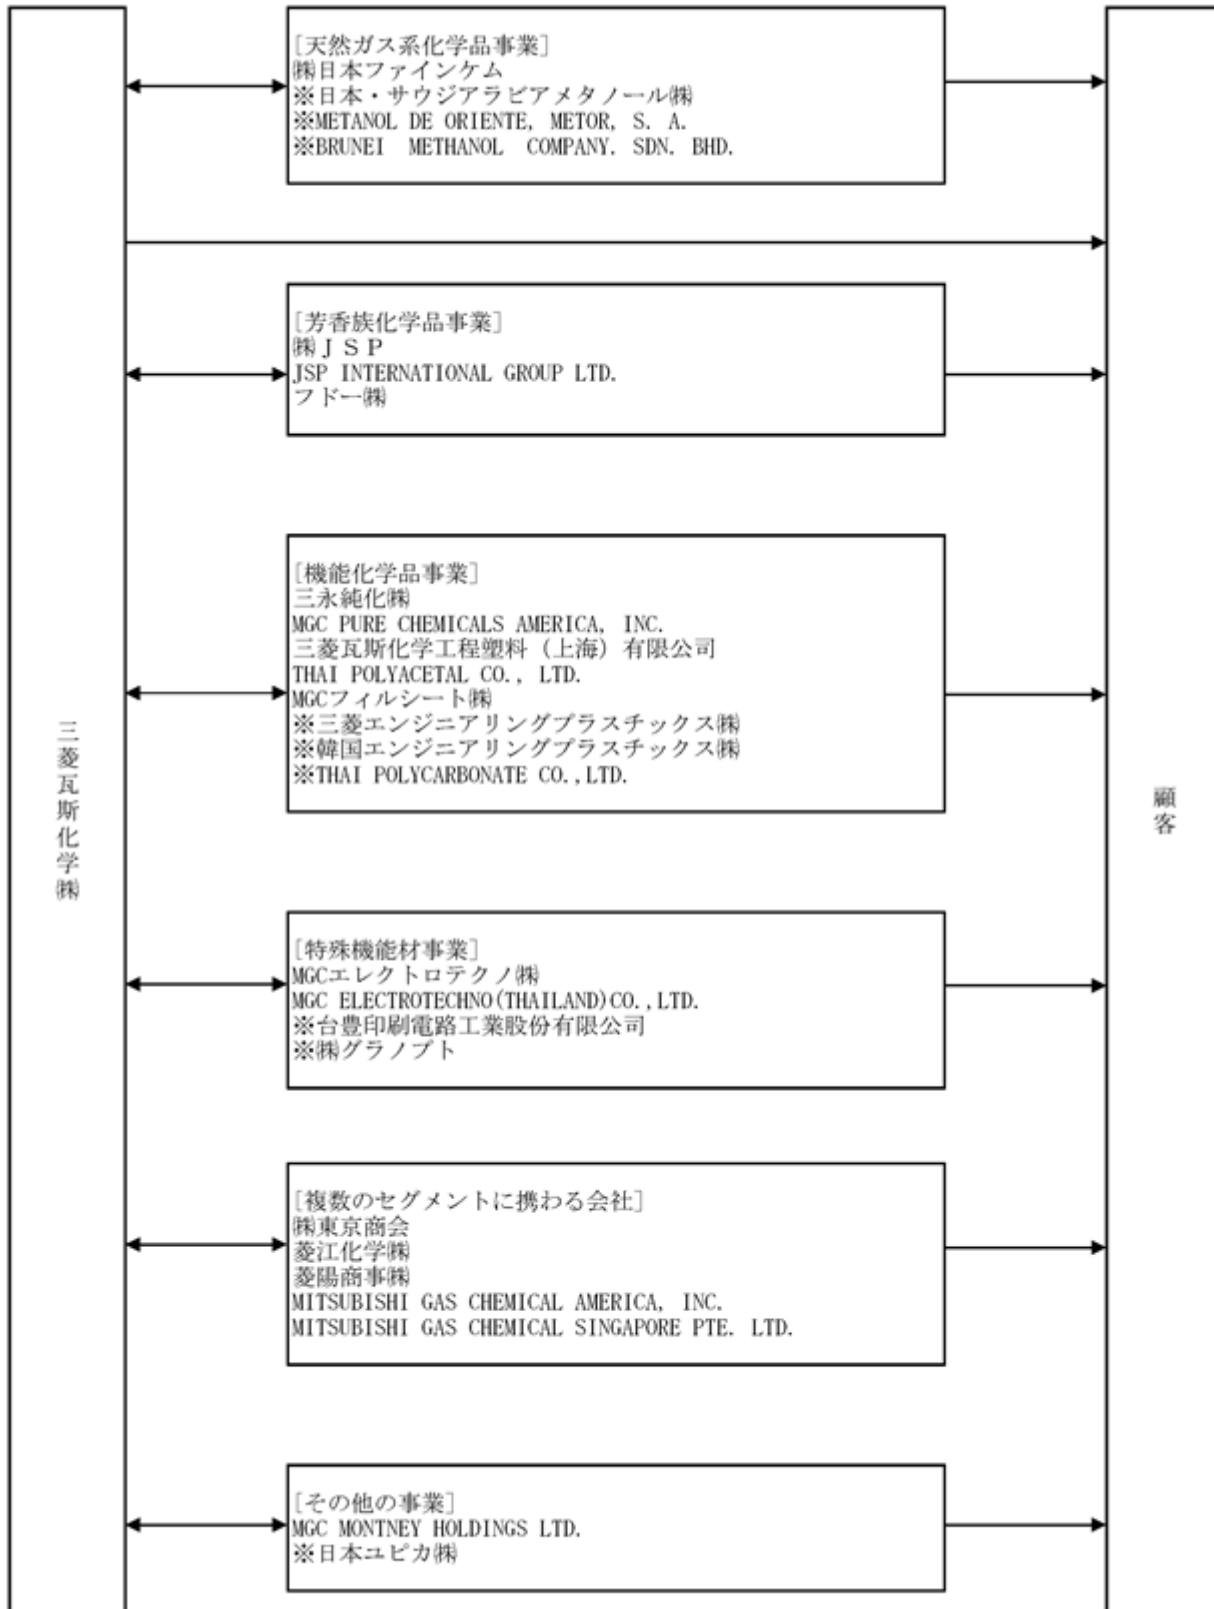 三菱瓦斯化学㈱
[天然ガス系化学品事業]
㈱日本ファインケム
※日本・サウジアラビアメタノール㈱
※METANOL DE ORIENTE, METOR, S. A.
※BRUNEI METHANOL COMPANY. SDN. BHD.
[芳香族化学品事業]
㈱ＪＳＰ
JSP INTERNATIONAL GROUP LTD.
フドー㈱
[機能化学品事業]
三永純化㈱
MGC PURE CHEMICALS AMERICA, INC.
三菱瓦斯化学工程塑料（上海）有限公司
THAI POLYACETAL CO., LTD.
MGCフィルシート㈱
※三菱エンジニアリングプラスチックス㈱
※韓国エンジニアリングプラスチックス㈱
※THAI POLYCARBONATE CO.,LTD.
[特殊機能材事業]
MGCエレクトロテクノ㈱
MGC ELECTROTECHNO(THAILAND)CO.,LTD.
※台豊印刷電路工業股份有限公司
※㈱グラノプト
[複数のセグメントに携わる会社]
㈱東京商会
菱江化学㈱
菱陽商事㈱
MITSUBISHI GAS CHEMICAL AMERICA, INC.
MITSUBISHI GAS CHEMICAL SINGAPORE PTE. LTD.
[その他の事業]
MGC MONTNEY HOLDINGS LTD.
※日本ユピカ㈱
顧客